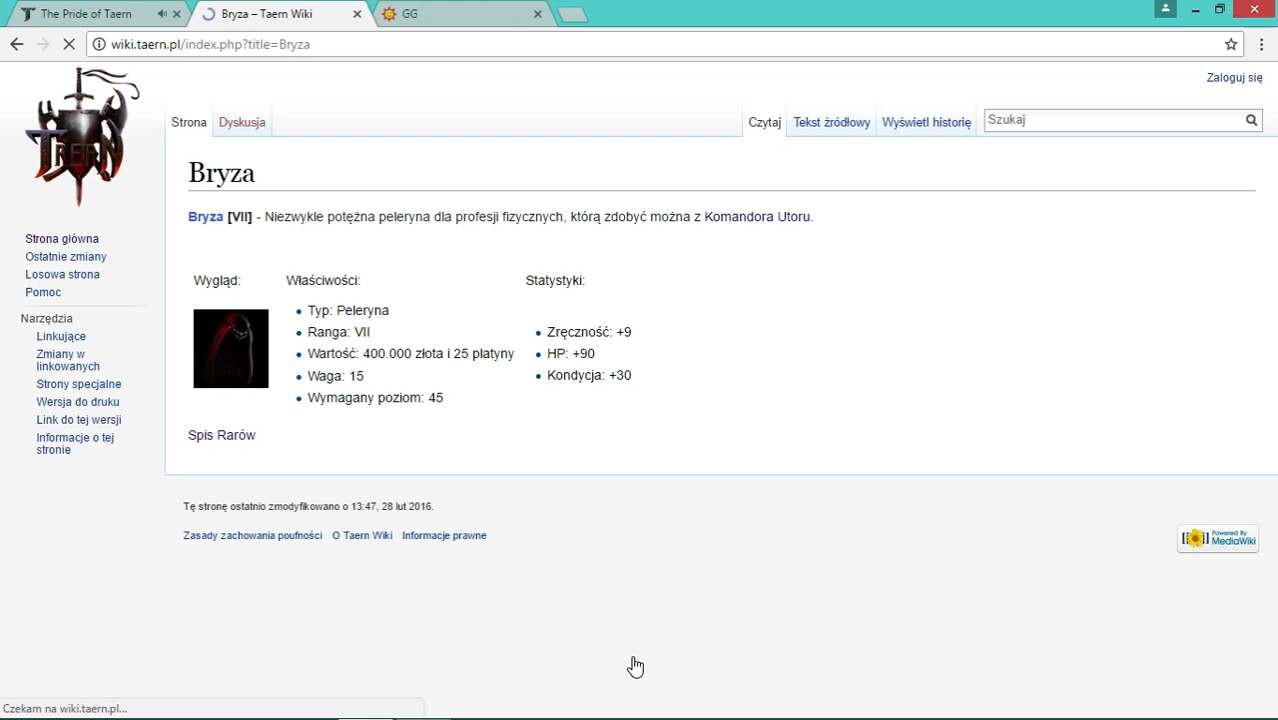 The Pride of Taern
Bryza – Taern Wiki
GG
wiki.taern.pl/index.php?title=Bryza
TAERN
Zaloguj się
Strona
Dyskusja
Czytaj
Tekst źródłowy
Wyświetl historię
Szukaj
Bryza
Bryza [VII] - Niezwykle potężna peleryna dla profesji fizycznych, którą zdobyć można z Komandora Utoru.
Strona główna
Ostatnie zmiany
Losowa strona
Pomoc
Narzędzia
Linkujące
Zmiany w
linkowanych
Strony specjalne
Wersja do druku
Link do tej wersji
Informacje o tej
stronie
Wygląd:
Właściwości:
Typ: Peleryna
Ranga: VII
Wartość: 400.000 złota i 25 platyny
Waga: 15
Wymagany poziom: 45
Statystyki:
Zręczność: +9
HP: +90
Kondycja: +30
Spis Rarów
Tę stronę ostatnio zmodyfikowano o 13:47, 28 lut 2016.
Zasady zachowania poufności
O Taern Wiki
Informacje prawne
Powered By
MediaWiki
Czekam na wiki.taern.pl...